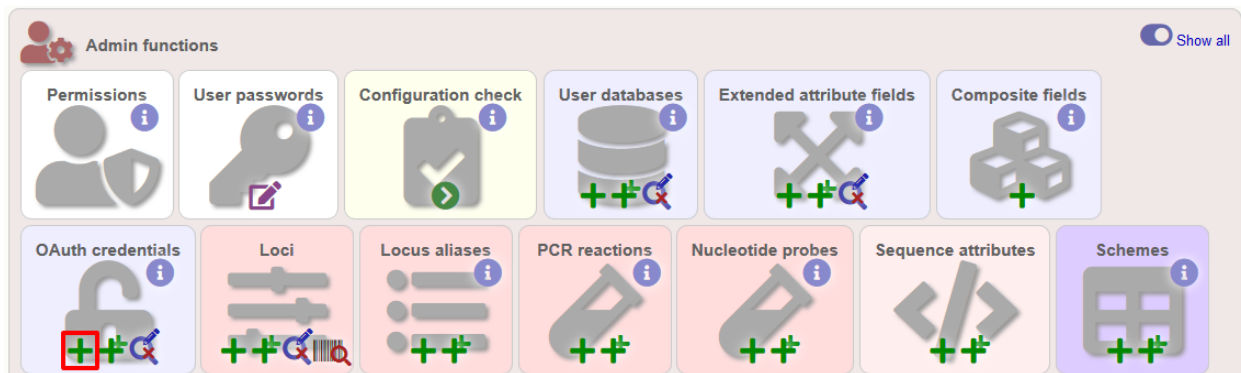 Admin functions
Show all
Permissions
User passwords
Configuration check
User databases
Extended attribute fields
Composite fields
OAuth credentials
Loci
Locus aliases
PCR reactions
Nucleotide probes
Sequence attributes
Schemes